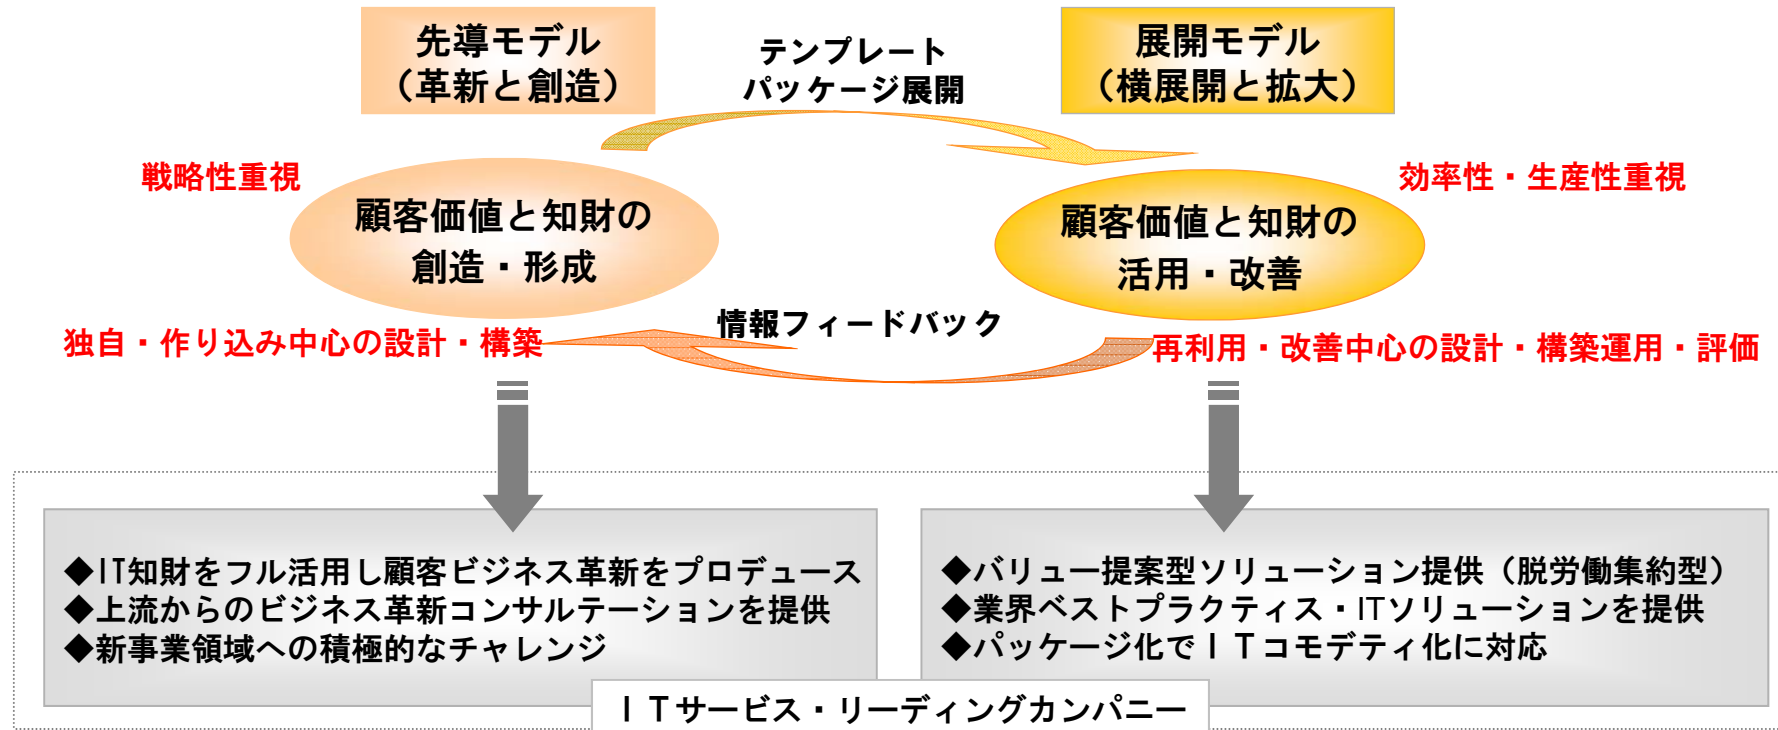 先導モデル
（革新と創造）
テンプレート
パッケージ展開
展開モデル
（横展開と拡大）
戦略性重視
効率性・生産性重視
顧客価値と知財の
創造・形成
顧客価値と知財の
活用・改善
情報フィードバック
独自・作り込み中心の設計・構築
再利用・改善中心の設計・構築運用・評価
◆IT知財をフル活用し顧客ビジネス革新をプロデュース
◆上流からのビジネス革新コンサルテーションを提供
◆新事業領域への積極的なチャレンジ
◆バリュー提案型ソリューション提供（脱労働集約型）
◆業界ベストプラクティス・ITソリューションを提供
◆パッケージ化でＩＴコモデティ化に対応
ＩＴサービス・リーディングカンパニー